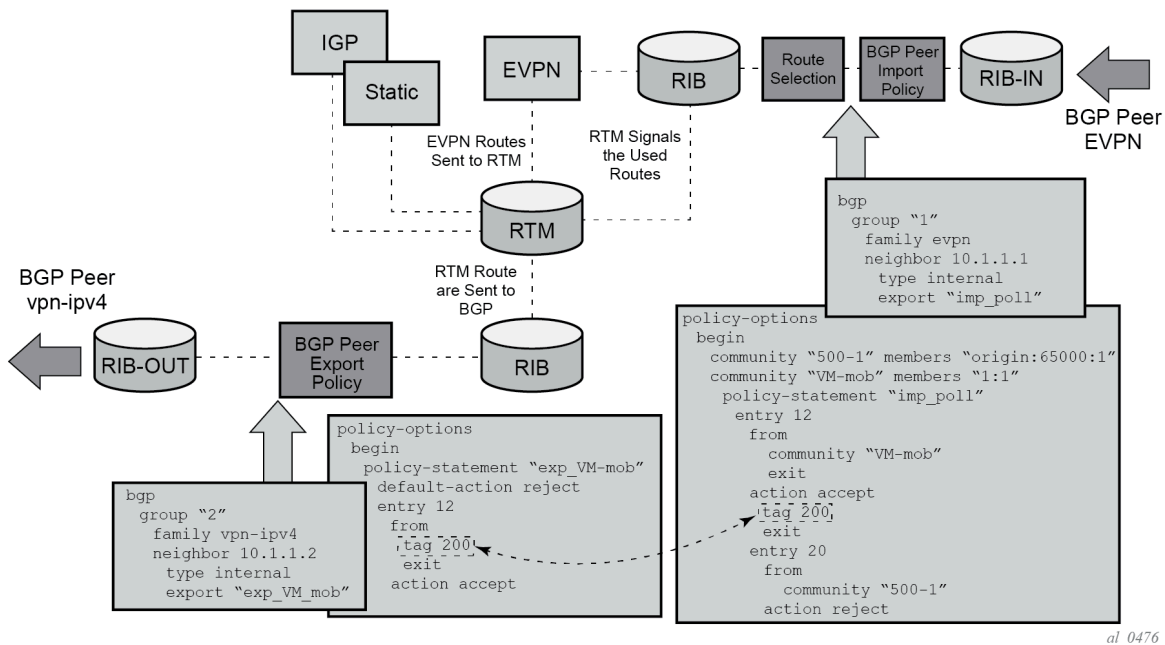 IGP
Static
EVPN
RIB
Route
Selection
BGP Peer
Import
Policy
RIB-IN
BGP Peer
EVPN
EVPN Routes
Sent to RTM
RTM Signals
the Used
Routes
RTM
RTM Route
are Sent to
BGP
BGP Peer
vpn-ipv4
RIB-OUT
BGP Peer
Export
Policy
RIB
bgp
group “1”
family evpn
neighbor 10.1.1.1
type internal
export “imp_poll”
policy-options
begin
community “500-1” members “origin:65000:1”
community “VM-mob” members “1:1”
policy-statement “imp_poll”
entry 12
from
community “VM-mob”
exit
action accept
tag 200
exit
entry 20
from
community “500-1”
action reject
policy-options
begin
policy-statement “exp_VM-mob”
default-action reject
entry 12
from
tag 200
exit
action accept
bgp
group “2”
family vpn-ipv4
neighbor 10.1.1.2
type internal
export “exp_VM_mob”
al_0476